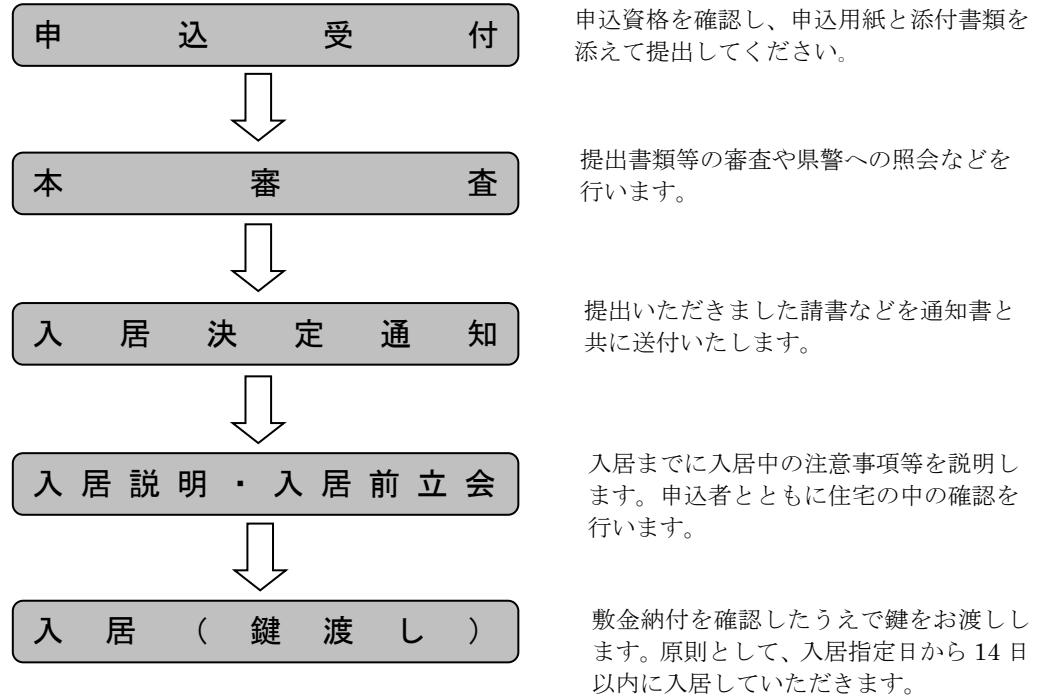 申込受付
申込資格を確認し、申込用紙と添付書類を
添えて提出してください。
本審査
提出書類等の審査や県警への照会などを
行います。
入居決定通知
提出いただきました請書などを通知書と
共に送付いたします。
入居説明・入居前立会
入居までに入居中の注意事項等を説明し
ます。申込者とともに住宅の中の確認を
行います。
入居(鍵渡し)
敷金納付を確認したうえで鍵をお渡しし
ます。原則として、入居指定日から 14 日
以内に入居していただきます。